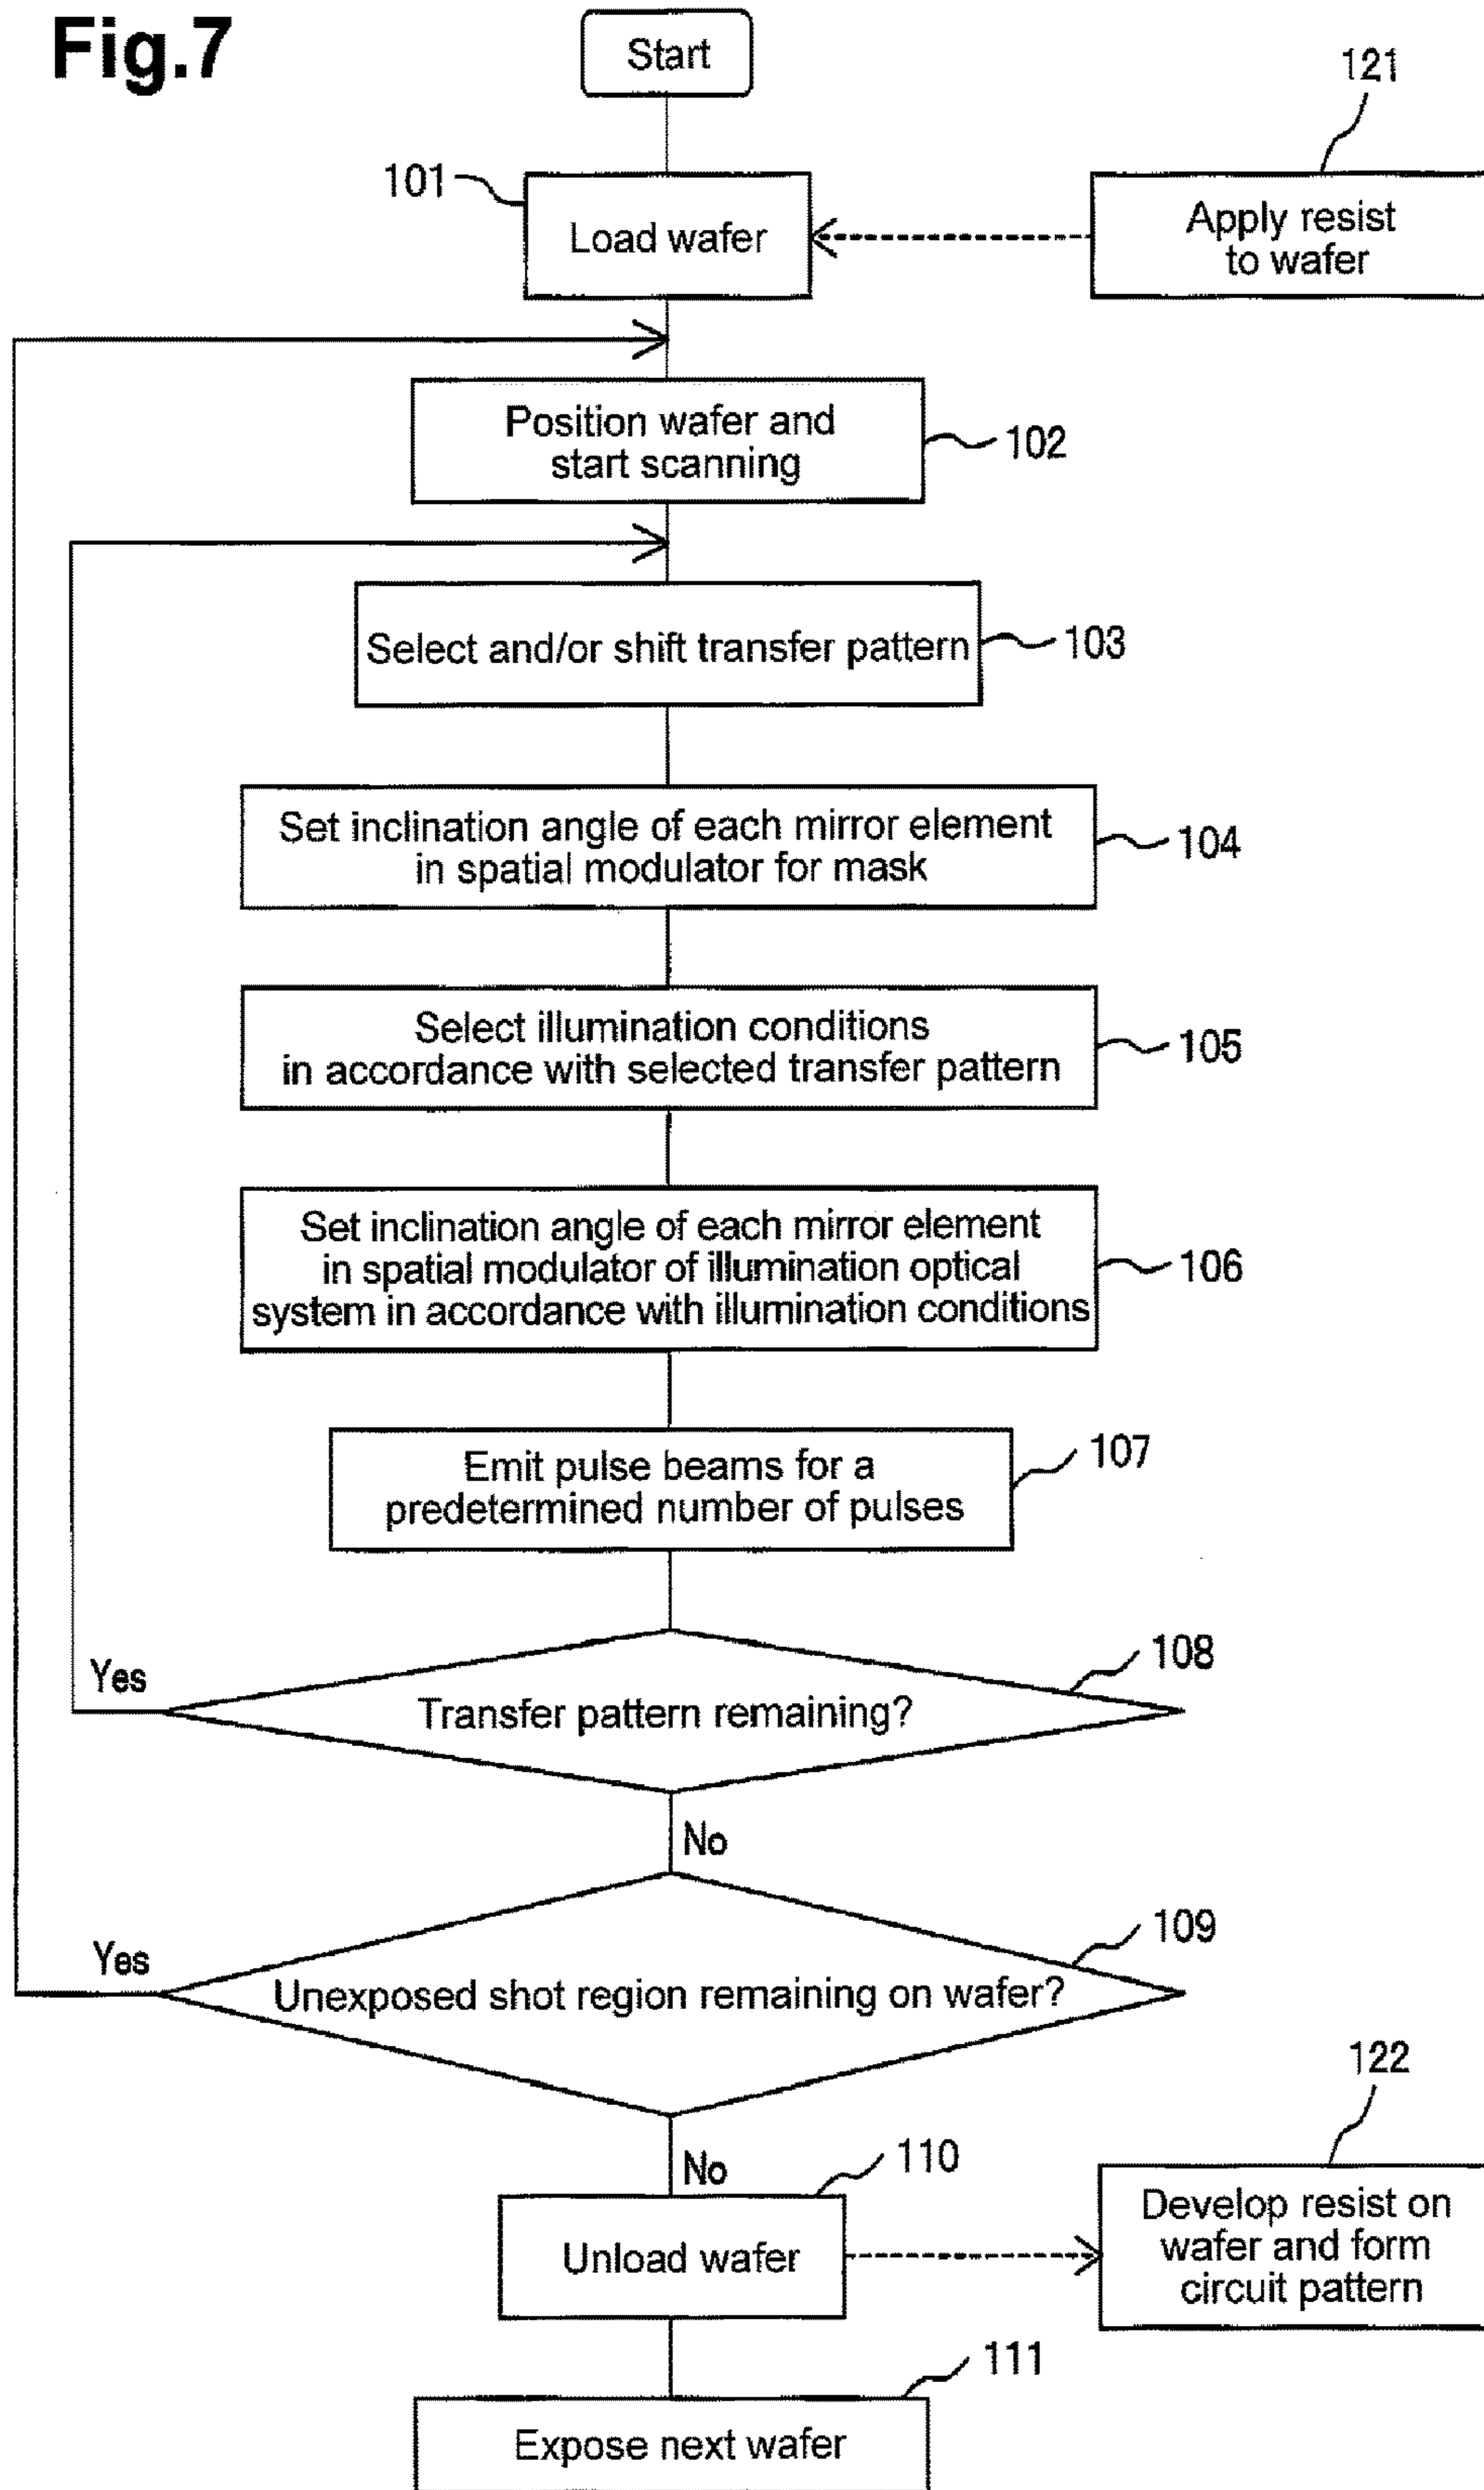 Fig.7
Start
121
101
Load wafer
Apply resist
to wafer
Position wafer and
start scanning
102
Select and/or shift transfer pattern
103
Set inclination angle of each mirror element
in spatial modulator for mask
104
Select illumination conditions
in accordance with selected transfer pattern
105
Set inclination angle of each mirror element
in spatial modulator of illumination optical
system in accordance with illumination conditions
106
Emit pulse beams for a
predetermined number of pulses
107
108
Yes
Transfer pattern remaining?
No
109
Yes
Unexposed shot region remaining on wafer?
122
No
110
Unload wafer
Develop resist on
wafer and form
circuit pattern
111
Expose next wafer